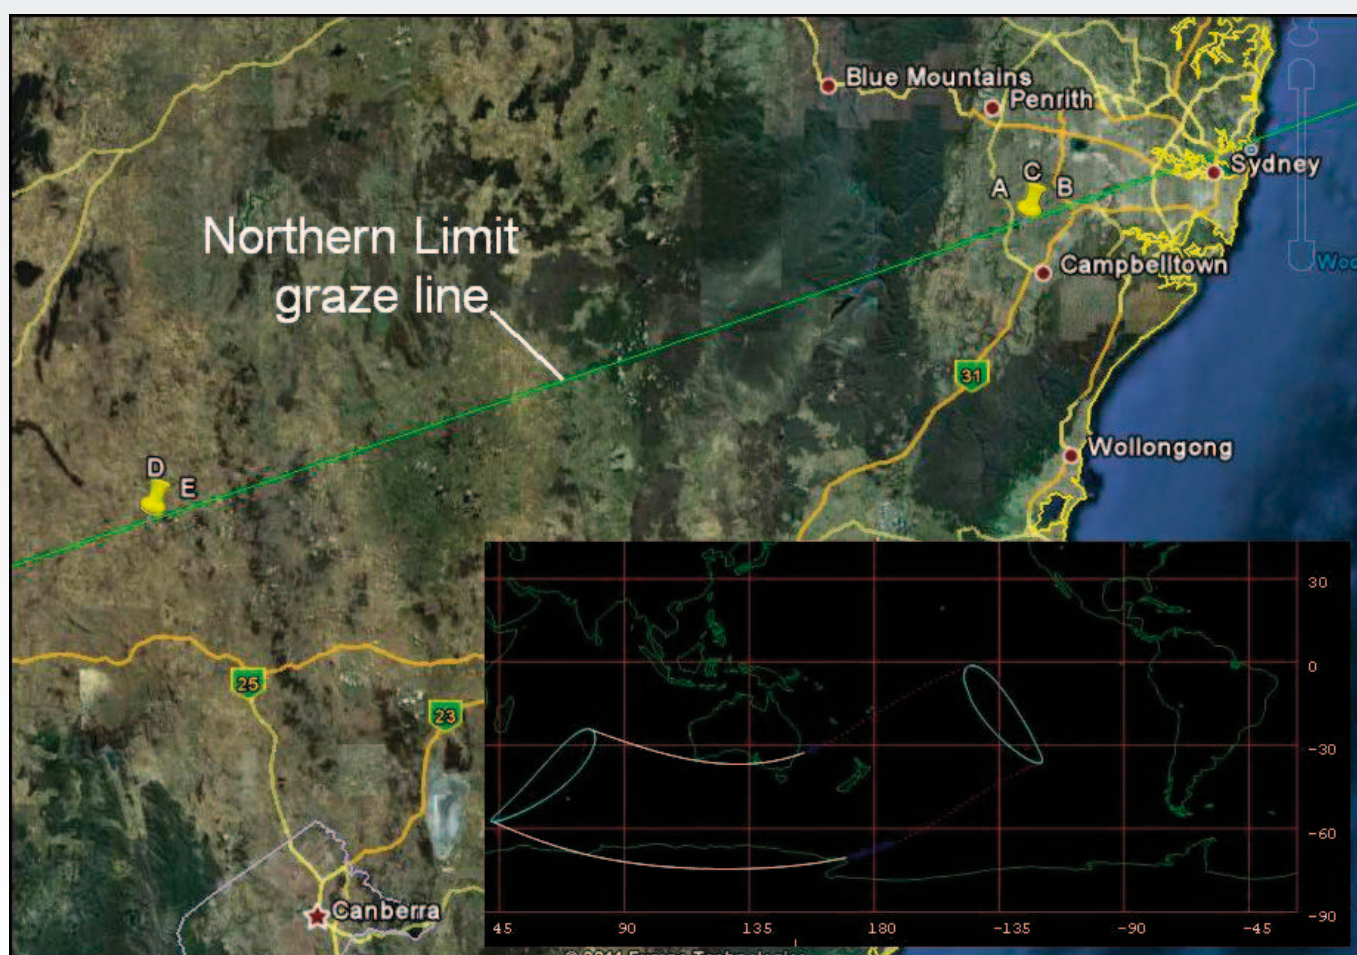 Blue Mountains
Penrith
Sydney
A C B
Northern Limit
graze line
Campbelltown
31
D
E
Wollongong
25
23
Canberra
30
0
-30
-60
-90
45 90 135 180 -135 -90 -45